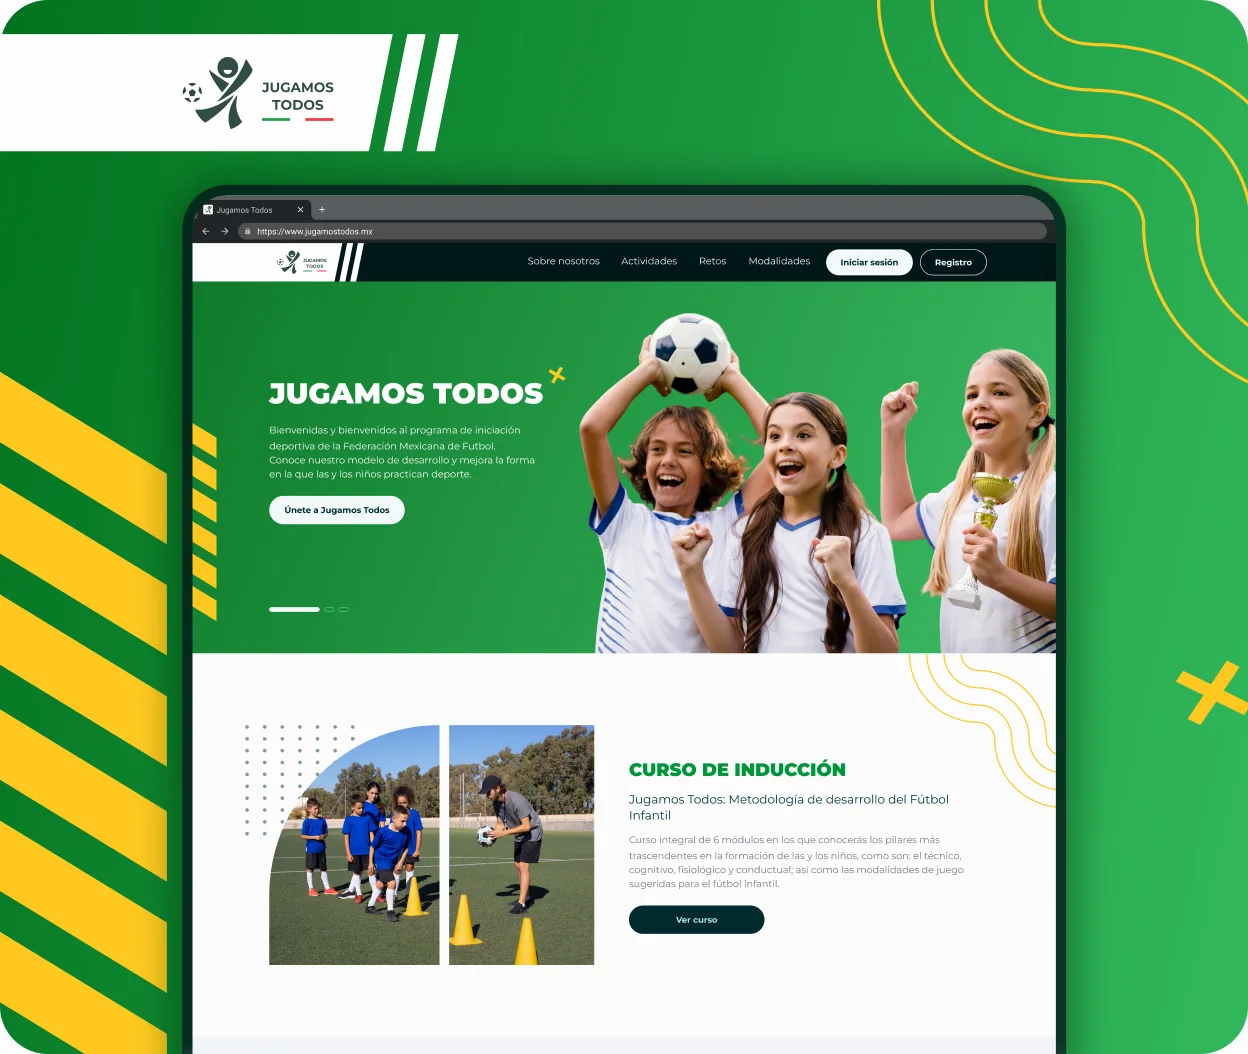 JUGAMOS
TODOS
Jugamos Todos
https://www.jugamostodos.mx
JUGAMOS
TODOS
Sobre nosotros
Actividades
Retos
Modalidades
Iniciar sesión
Registro
JUGAMOS TODOS
Bienvenidas y bienvenidos al programa de iniciación
deportiva de la Federación Mexicana de Futbol.
Conoce nuestro modelo de desarrollo y mejora la forma
en la que las y los niños practican deporte.
Únete a Jugamos Todos
CURSO DE INDUCCIÓN
Jugamos Todos: Metodología de desarrollo del Fútbol
Infantil
Curso integral de 6 módulos en los que conocerás los pilares más
trascendentes en la formación de las y los niños, como son: el técnico,
cognitivo, fisiológico y conductual; así como las modalidades de juego
sugeridas para el fútbol infantil.
Ver curso